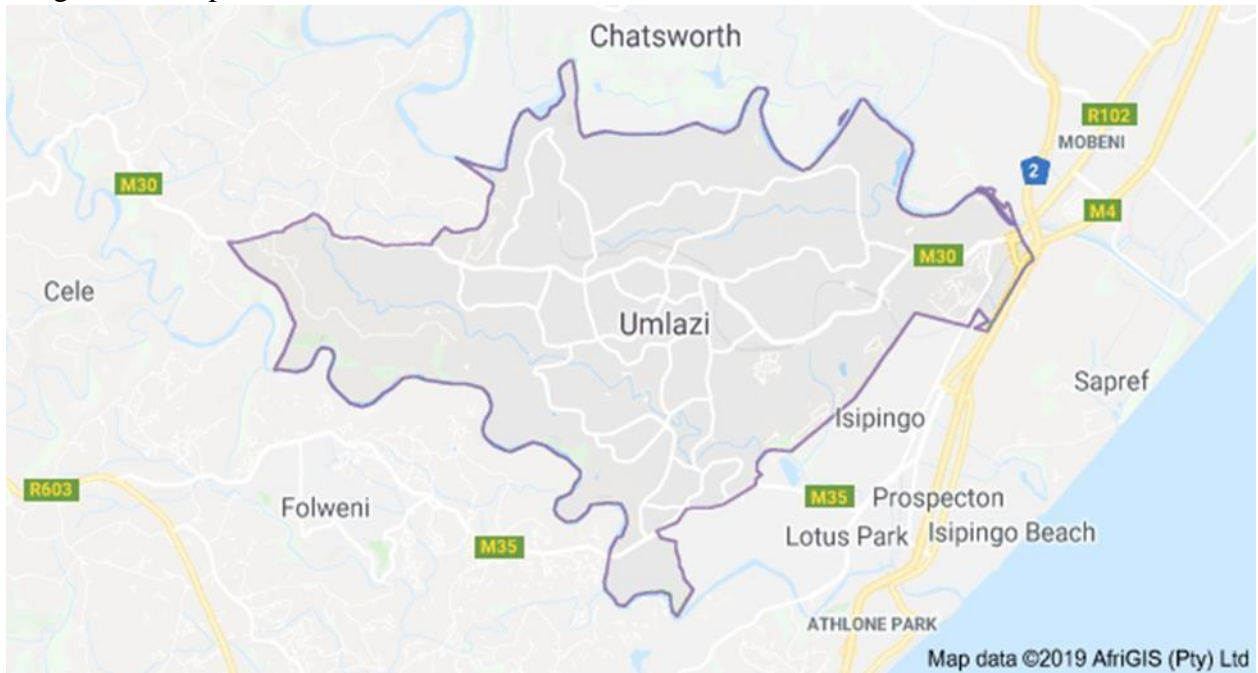 Chatsworth
R102
MOBENI
2
M30
M4
M30
Cele
Umlazi
Sapref
Isipingo
R603
Folweni
M35
Prospecton
M35
Lotus Park
Isipingo Beach
ATHLONE PARK
Map data ©2019 AfriGIS (Pty) Ltd